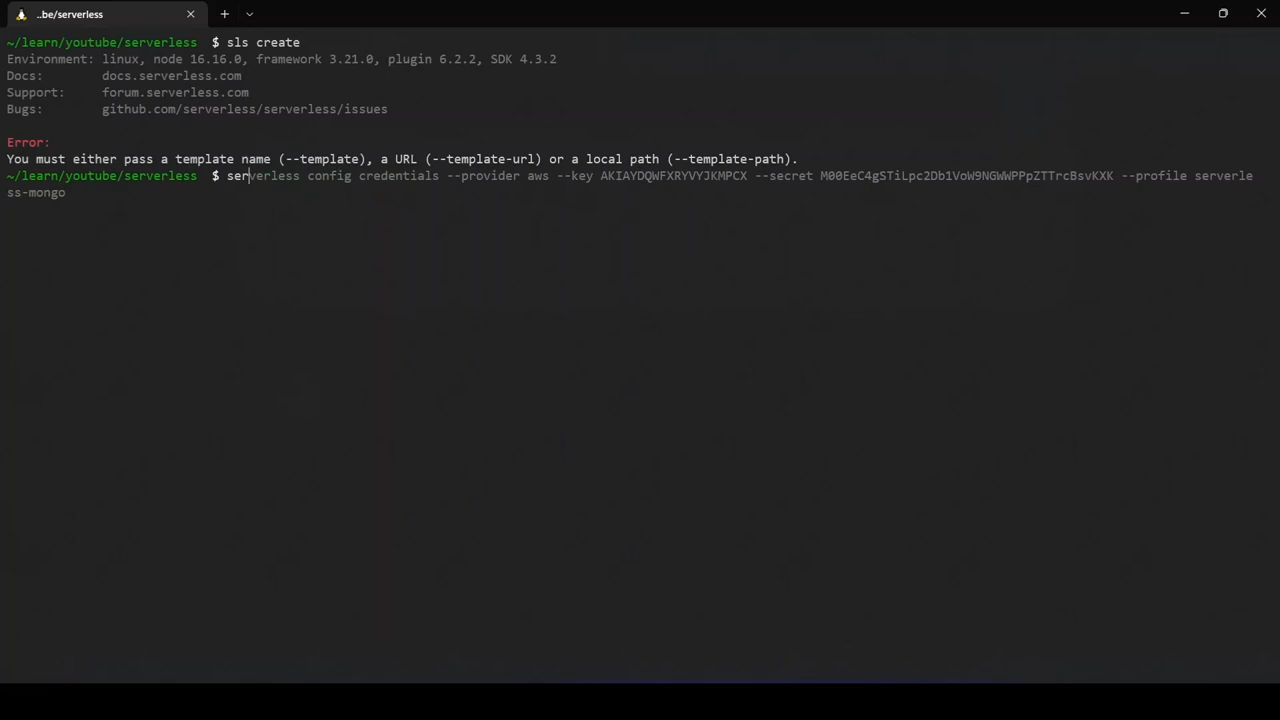 ..be/serverless
~/learn/youtube/serverless $ sls create
Environment: linux, node 16.16.0, framework 3.21.0, plugin 6.2.2, SDK 4.3.2
Docs: docs.serverless.com
Support: forum.serverless.com
Bugs: github.com/serverless/serverless/issues
Error:
You must either pass a template name (--template), a URL (--template-url) or a local path (--template-path).
~/learn/youtube/serverless $ serverless config credentials --provider aws --key AKIAYDQWFXRYVYJKMPCX --secret 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 --profile serverle
ss-mongo